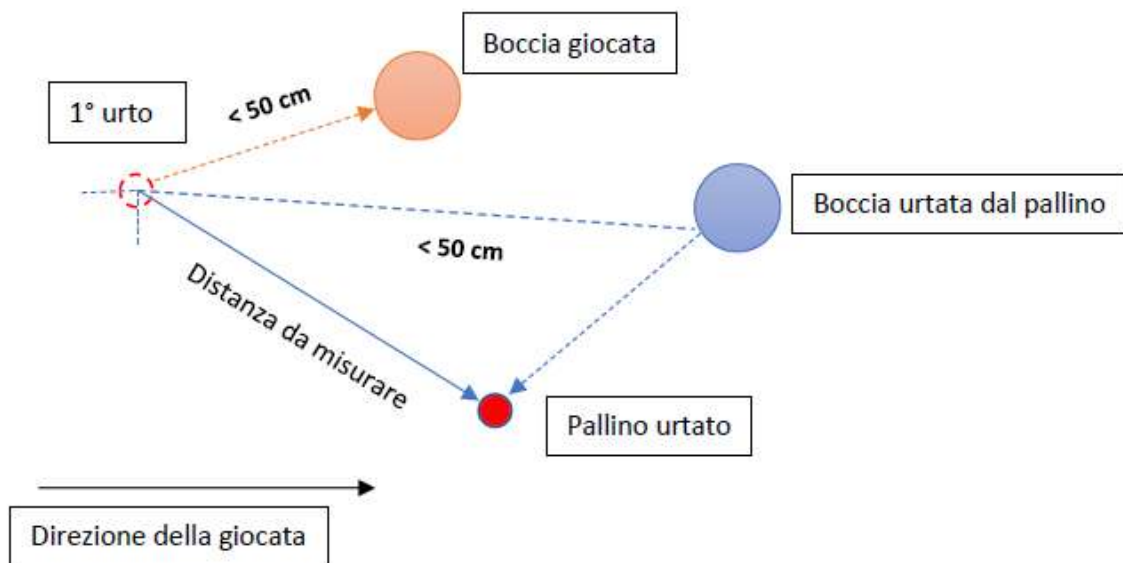 Boccia giocata
1° urto
< 50 cm
Boccia urtata dal pallino
< 50 cm
Distanza da misurare
Pallino urtato
Direzione della giocata